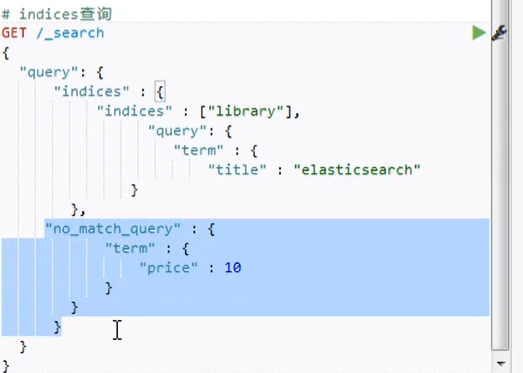 # indices查询
GET /_search
{
"query": {
"indices" : {
"indices" : ["library"],
"query": {
"term" : {
"title" : "elasticsearch"
}
},
"no_match_query" : {
"term" : {
"price" : 10
}
}
}
}
}